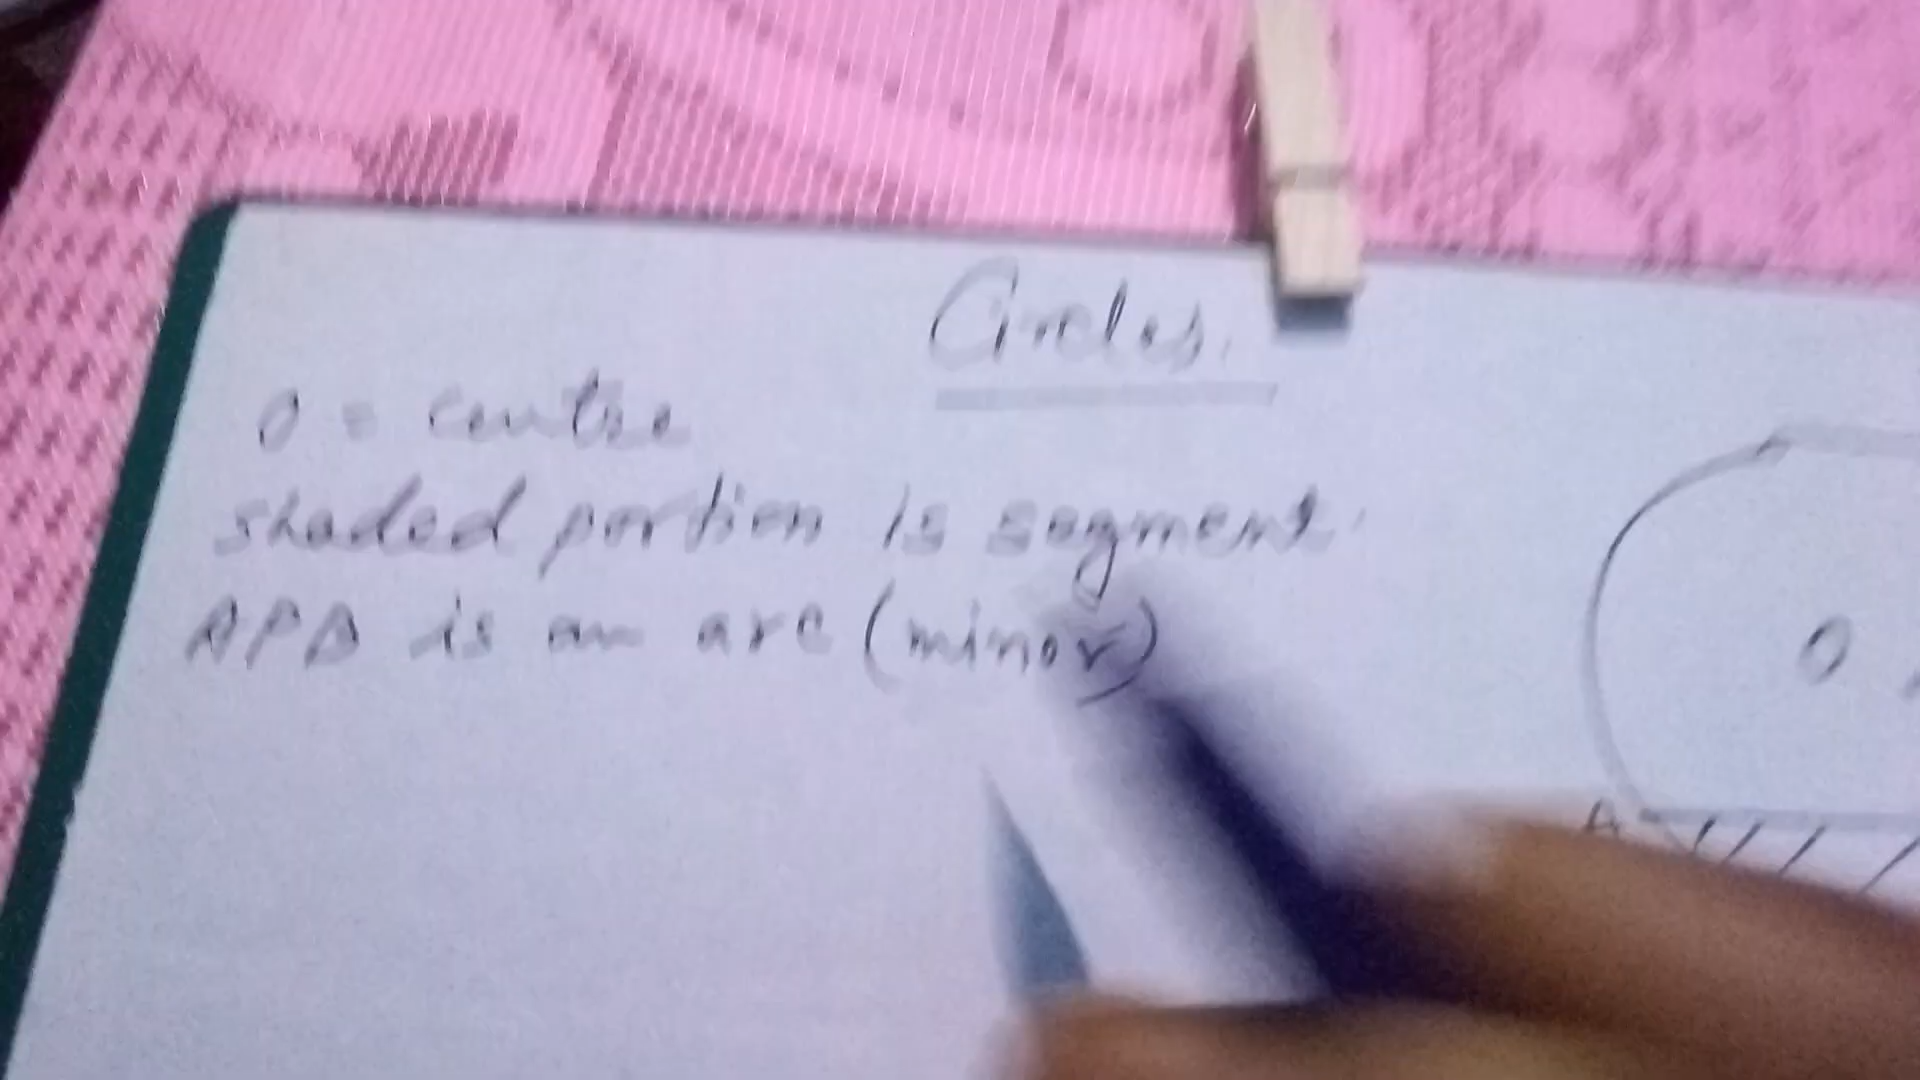 Circles.
O = centre
shaded portion is segment.
APB is an arc (minor)
O
A